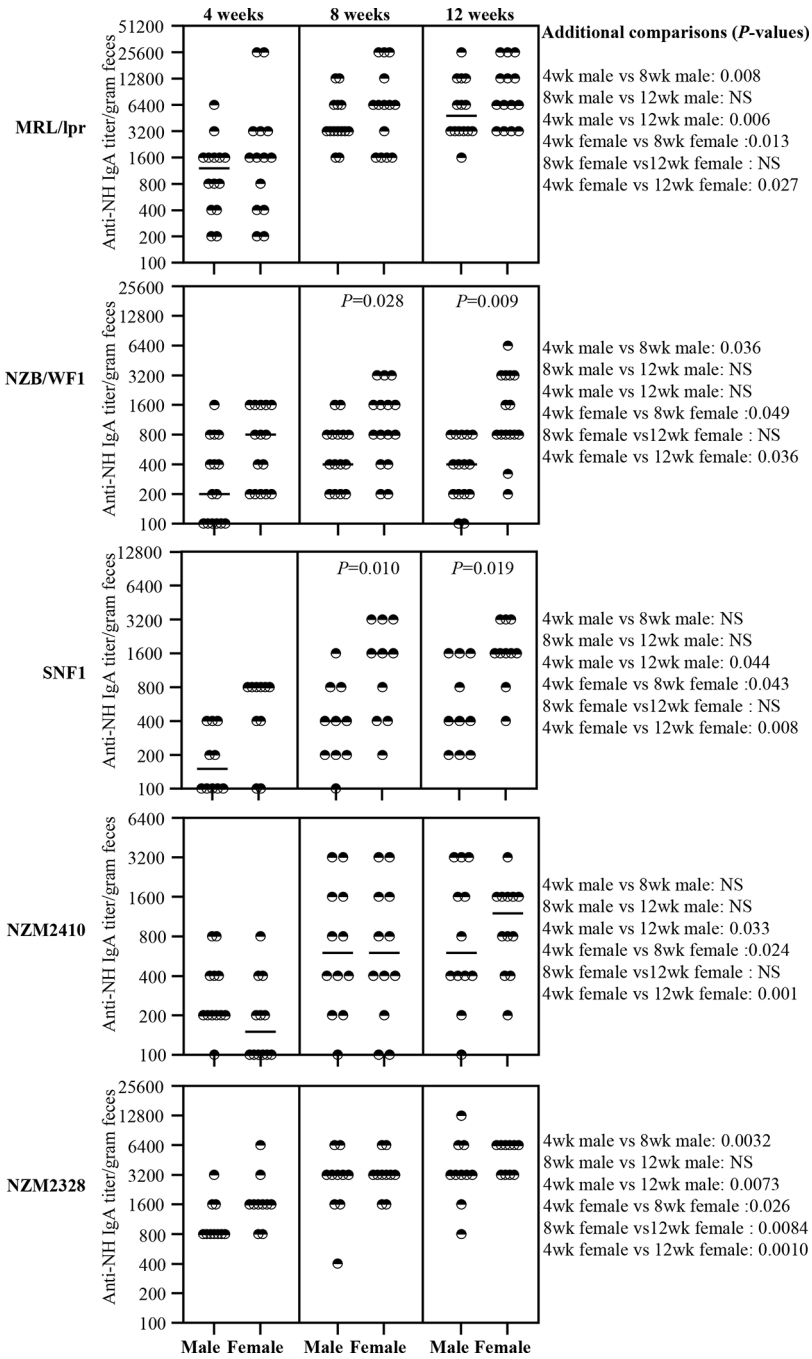 4 weeks 8 weeks 12 weeks
Additional comparisons (P-values)
MRL/lpr
Anti-NH IgA titer/gram feces
51200
25600
12800
6400
3200
1600
800
400
200
100
4wk male vs 8wk male: 0.008
8wk male vs 12wk male: NS
4wk male vs 12wk male: 0.006
4wk female vs 8wk female :0.013
8wk female vs12wk female : NS
4wk female vs 12wk female: 0.027
NZB/WF1
Anti-NH IgA titer/gram feces
25600
12800
6400
3200
1600
800
400
200
100
P=0.028
P=0.009
4wk male vs 8wk male: 0.036
8wk male vs 12wk male: NS
4wk male vs 12wk male: NS
4wk female vs 8wk female :0.049
8wk female vs12wk female : NS
4wk female vs 12wk female: 0.036
SNF1
Anti-NH IgA titer/gram feces
12800
6400
3200
1600
800
400
200
100
P=0.010
P=0.019
4wk male vs 8wk male: NS
8wk male vs 12wk male: NS
4wk male vs 12wk male: 0.044
4wk female vs 8wk female :0.043
8wk female vs12wk female : NS
4wk female vs 12wk female: 0.008
NZM2410
Anti-NH IgA titer/gram feces
6400
3200
1600
800
400
200
100
4wk male vs 8wk male: NS
8wk male vs 12wk male: NS
4wk male vs 12wk male: 0.033
4wk female vs 8wk female :0.024
8wk female vs12wk female : NS
4wk female vs 12wk female: 0.001
NZM2328
Anti-NH IgA titer/gram feces
25600
12800
6400
3200
1600
800
400
200
100
4wk male vs 8wk male: 0.0032
8wk male vs 12wk male: NS
4wk male vs 12wk male: 0.0073
4wk female vs 8wk female :0.026
8wk female vs12wk female : 0.0084
4wk female vs 12wk female: 0.0010
Male Female Male Female Male Female